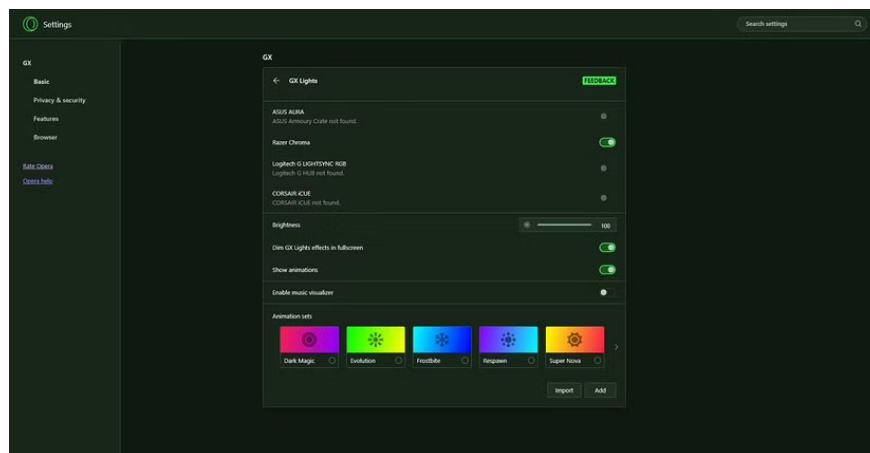 Settings
Search settings
GX
Basic
Privacy & security
Features
Browser
Rate Opera
Opera help
GX
GX Lights
FEEDBACK
ASUS AURA
ASUS Armoury Crate not found.
Razer Chroma
Logitech G LIGHTSYNC RGB
Logitech G HUB not found.
CORSAIR iCUE
CORSAIR iCUE not found.
Brightness
100
Dim GX Lights effects in fullscreen
Show animations
Enable music visualizer
Animation sets
Dark Magic
Evolution
Frostbite
Respawn
Super Nova
Import
Add